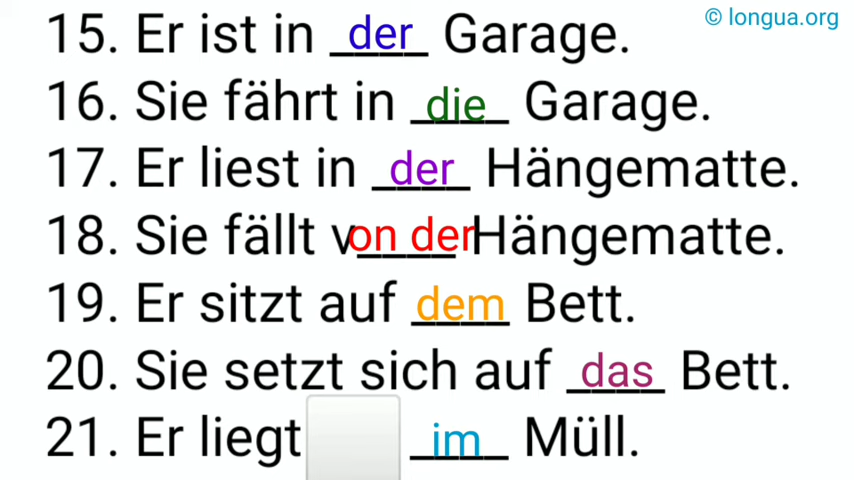 © longua.org
15. Er ist in der Garage.
16. Sie fährt in die Garage.
17. Er liest in der Hängematte.
18. Sie fällt von der Hängematte.
19. Er sitzt auf dem Bett.
20. Sie setzt sich auf das Bett.
21. Er liegt im Müll.